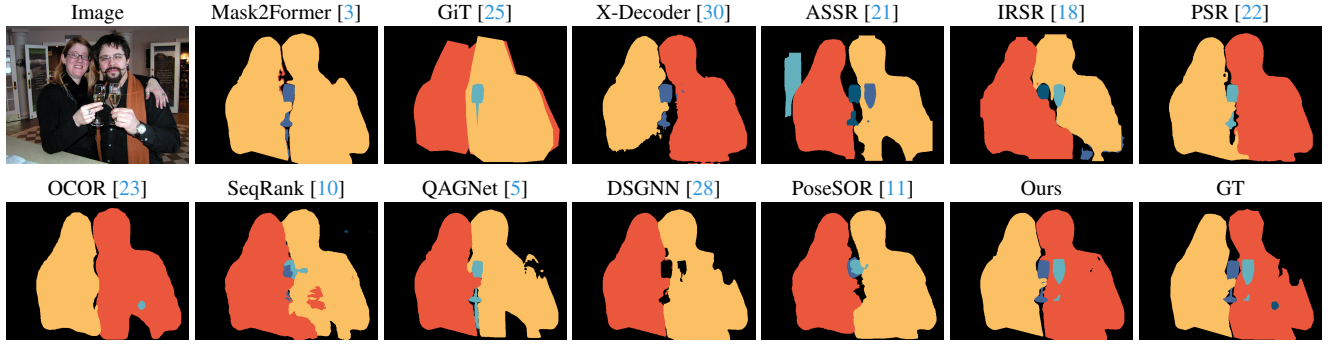 Image Mask2Former [3] GiT [25] X-Decoder [30] ASSR [21] IRSR [18] PSR [22]
OCOR [23] SeqRank [10] QAGNet [5] DSGNN [28] PoseSOR [11] Ours GT